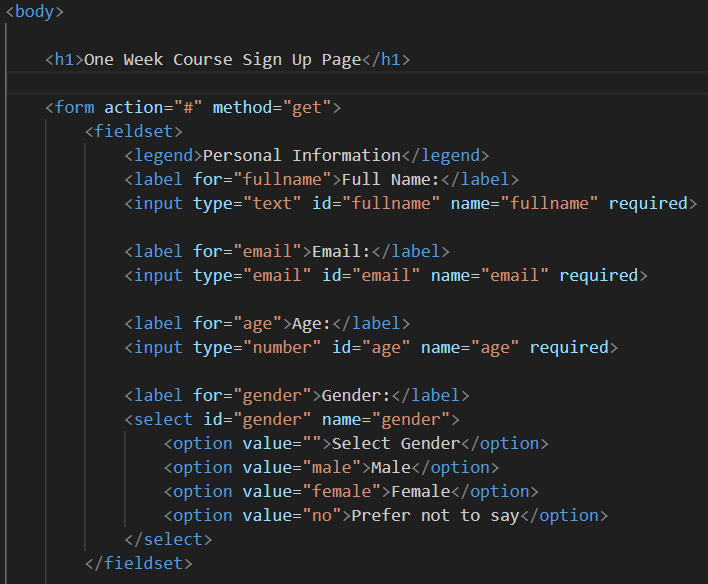 <body>
<h1>One Week Course Sign Up Page</h1>
<form action="#" method="get">
<fieldset>
<legend>Personal Information</legend>
<label for="fullname">Full Name:</label>
<input type="text" id="fullname" name="fullname" required>
<label for="email">Email:</label>
<input type="email" id="email" name="email" required>
<label for="age">Age:</label>
<input type="number" id="age" name="age" required>
<label for="gender">Gender:</label>
<select id="gender" name="gender">
<option value="">Select Gender</option>
<option value="male">Male</option>
<option value="female">Female</option>
<option value="no">Prefer not to say</option>
</select>
</fieldset>